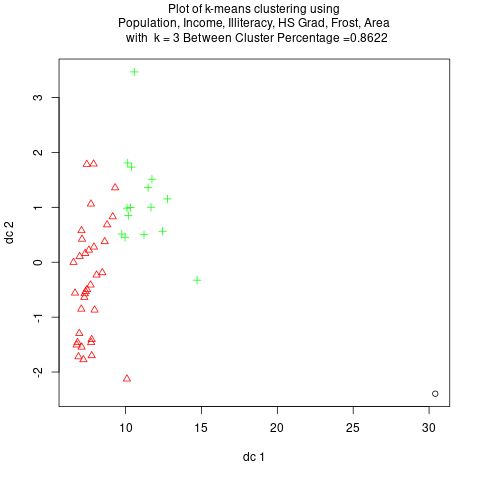 Plot of k-means clustering using
Population, Income, Illiteracy, HS Grad, Frost, Area
with k = 3 Between Cluster Percentage =0.8622
3
2
1
0
-1
-2
dc 2
10
15
20
25
30
dc 1